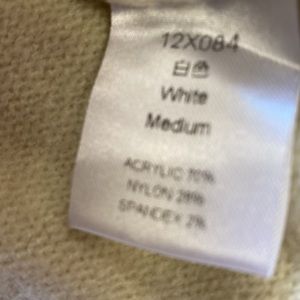 12X084
白色
White
Medium
ACRYLIC 70%
NYLON 28%
SPANDEX 2%